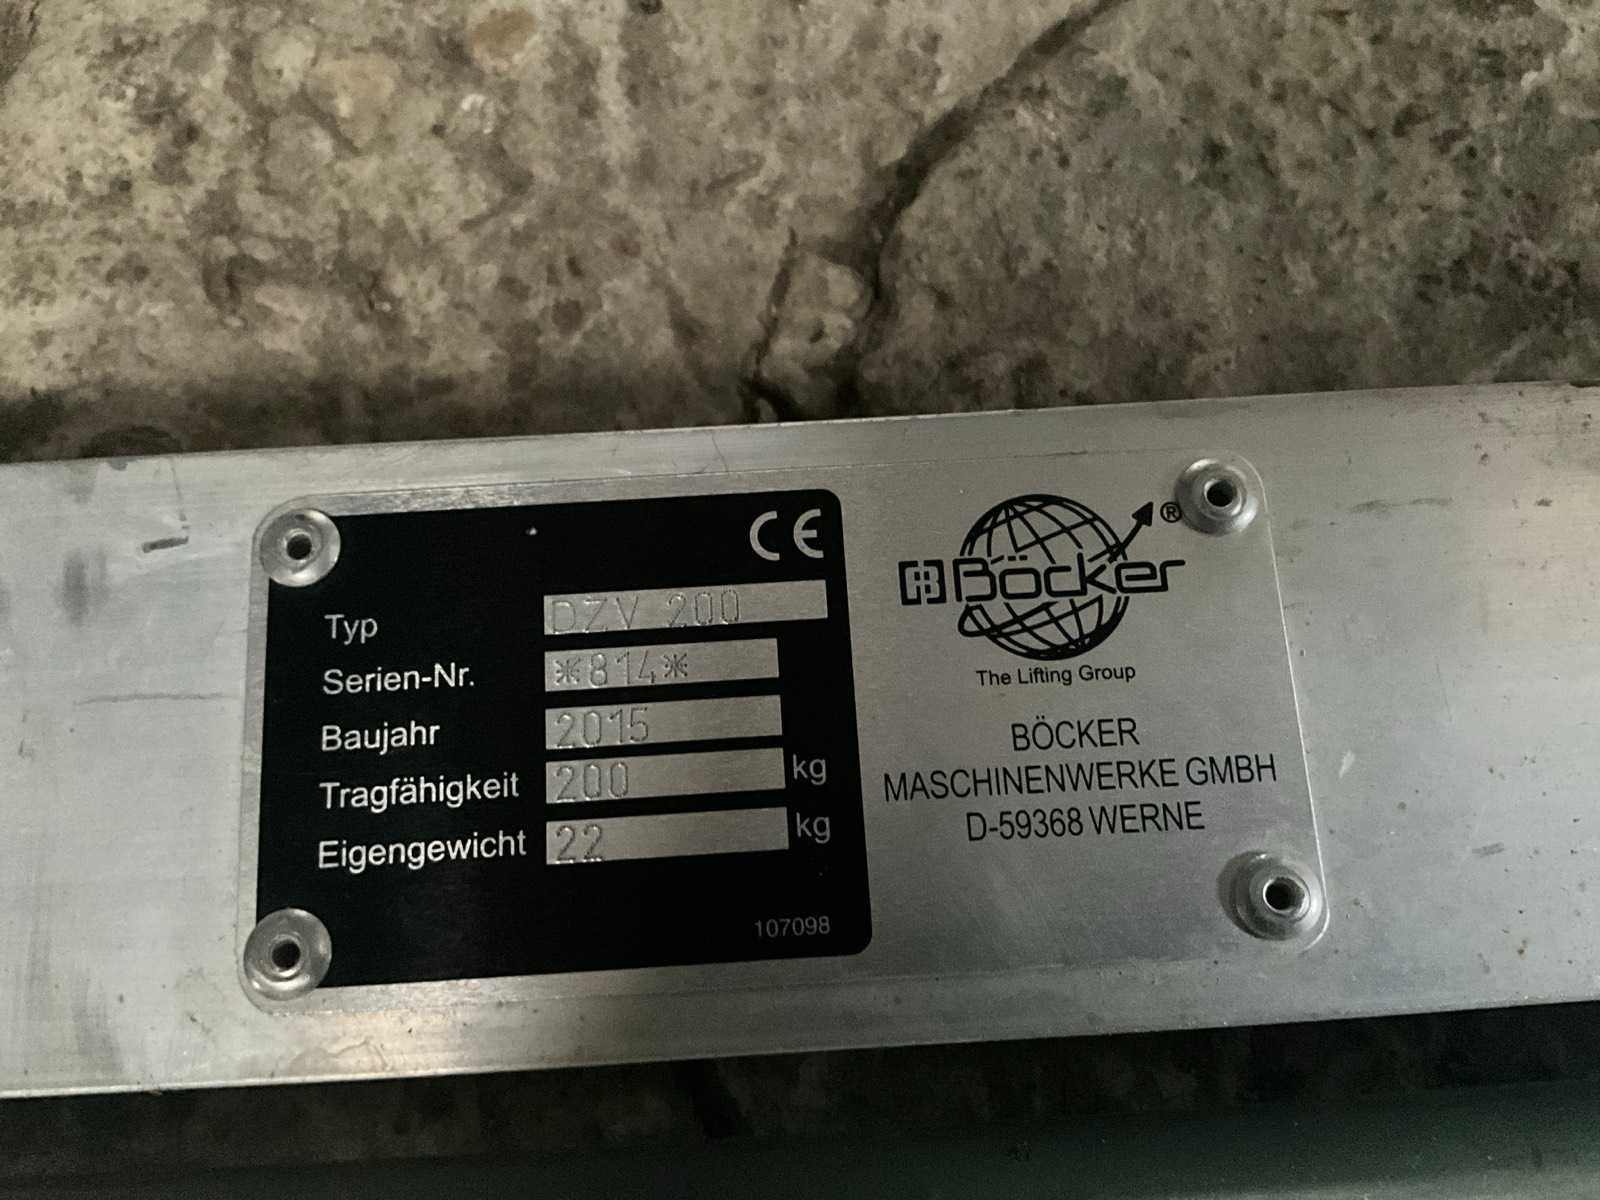 CE
Typ DZV 200
Serien-Nr. *814*
Baujahr 2015
Tragfähigkeit 200 kg
Eigengewicht 22 kg
107098
Böcker ®
The Lifting Group
BÖCKER
MASCHINENWERKE GMBH
D-59368 WERNE